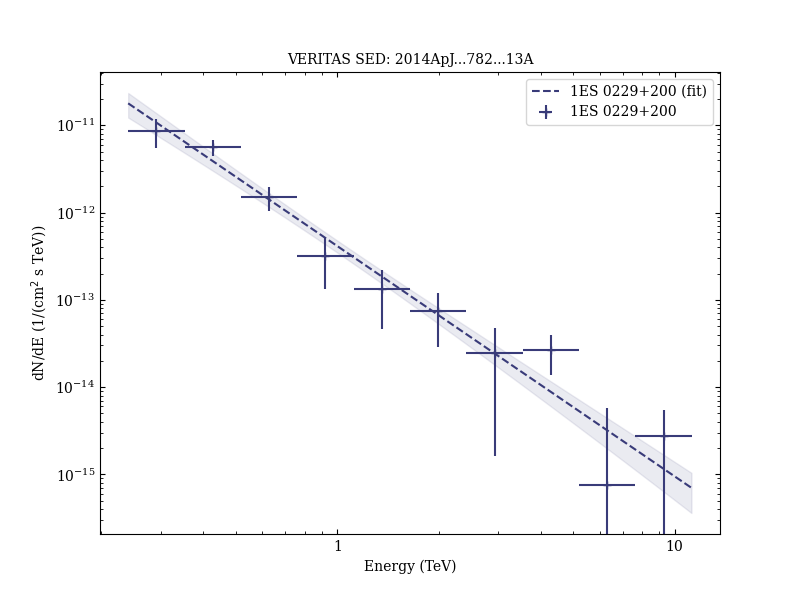 VERITAS SED: 2014ApJ...782...13A
1ES 0229+200 (fit)
1ES 0229+200
dN/dE (1/(cm² s TeV))
10⁻¹¹
10⁻¹²
10⁻¹³
10⁻¹⁴
10⁻¹⁵
1
10
Energy (TeV)